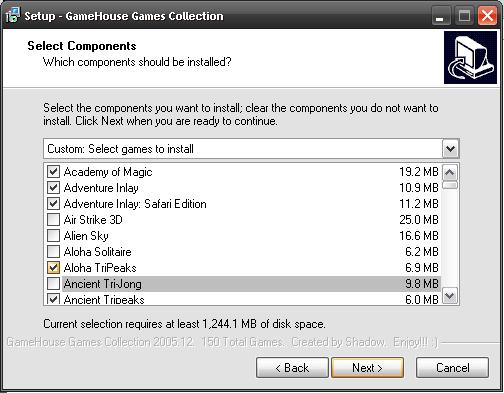 Setup - GameHouse Games Collection
Select Components
Which components should be installed?
Select the components you want to install; clear the components you do not want to
install. Click Next when you are ready to continue.
Custom: Select games to install
Academy of Magic 19.2 MB
Adventure Inlay 10.9 MB
Adventure Inlay: Safari Edition 11.2 MB
Air Strike 3D 25.0 MB
Alien Sky 16.6 MB
Aloha Solitaire 6.2 MB
Aloha TriPeaks 6.9 MB
Ancient Tri-Jong 9.8 MB
Ancient Tripeaks 6.0 MB
Current selection requires at least 1,244.1 MB of disk space.
GameHouse Games Collection 2005.12. 150 Total Games. Created by Shadow. Enjoy!!! :)
< Back Next > Cancel